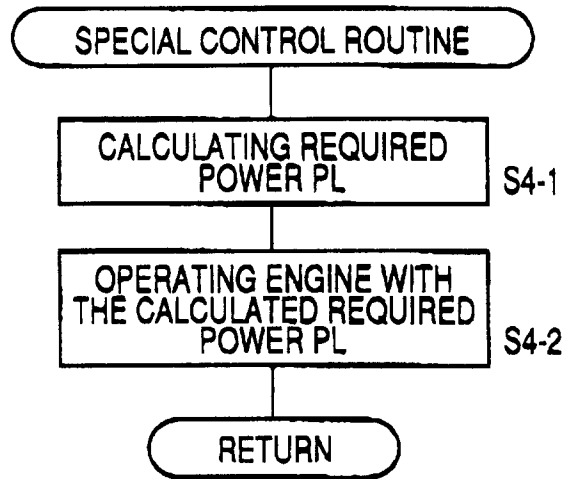 SPECIAL CONTROL ROUTINE
CALCULATING REQUIRED
POWER PL
S4-1
OPERATING ENGINE WITH
THE CALCULATED REQUIRED
POWER PL
S4-2
RETURN